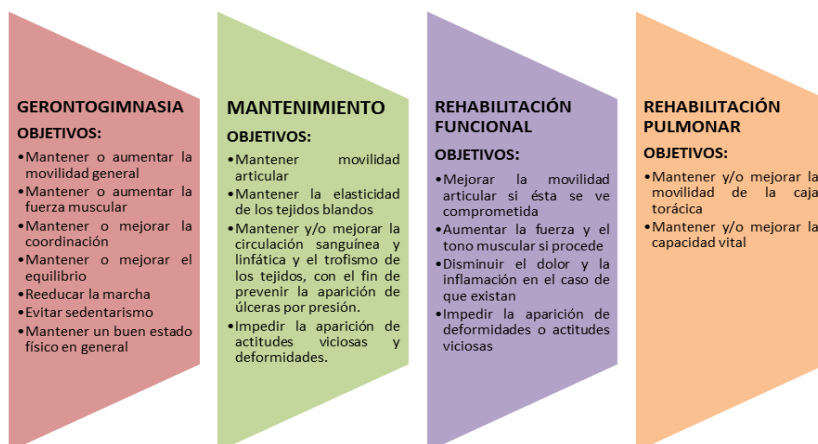 GERONTOGIMNASIA
OBJETIVOS:
•Mantener o aumentar la
movilidad general
•Mantener o aumentar la
fuerza muscular
•Mantener o mejorar la
coordinación
•Mantener o mejorar el
equilibrio
•Reeducar la marcha
•Evitar sedentarismo
•Mantener un buen estado
físico en general
MANTENIMIENTO
OBJETIVOS:
•Mantener movilidad
articular
•Mantener la elasticidad
de los tejidos blandos
•Mantener y/o mejorar la
circulación sanguínea y
linfática y el trofismo de
los tejidos, con el fin de
prevenir la aparición de
úlceras por presión.
•Impedir la aparición de
actitudes viciosas y
deformidades.
REHABILITACIÓN
FUNCIONAL
OBJETIVOS:
•Mejorar la movilidad
articular si ésta se ve
comprometida
•Aumentar la fuerza y el
tono muscular si procede
•Disminuir el dolor y la
inflamación en el caso de
que existan
•Impedir la aparición de
deformidades o actitudes
viciosas
REHABILITACIÓN
PULMONAR
OBJETIVOS:
•Mantener y/o mejorar la
movilidad de la caja
torácica
•Mantener y/o mejorar la
capacidad vital